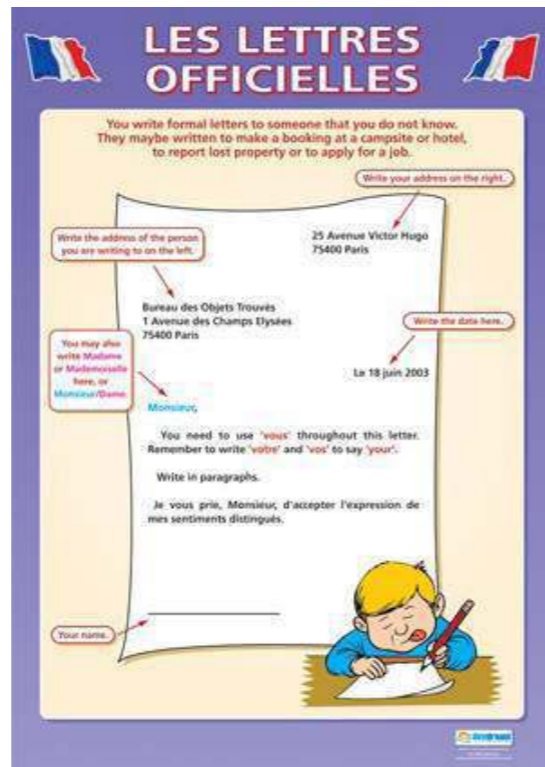 LES LETTRES
OFFICIELLES
You write formal letters to someone that you do not know.
They maybe written to make a booking at a campsite or hotel,
to report lost property or to apply for a job.
Write your address on the right.
25 Avenue Victor Hugo
75400 Paris
Write the address of the person
you are writing to on the left.
Bureau des Objets Trouvés
1 Avenue des Champs Elysées
75400 Paris
Write the date here.
Le 18 juin 2003
You may also
write Madame
or Mademoiselle
here, or
Monsieur/Dame.
Monsieur,
You need to use 'vous' throughout this letter.
Remember to write 'votre' and 'vos' to say 'your'.
Write in paragraphs.
Je vous prie, Monsieur, d'accepter l'expression de
mes sentiments distingués.
Your name.